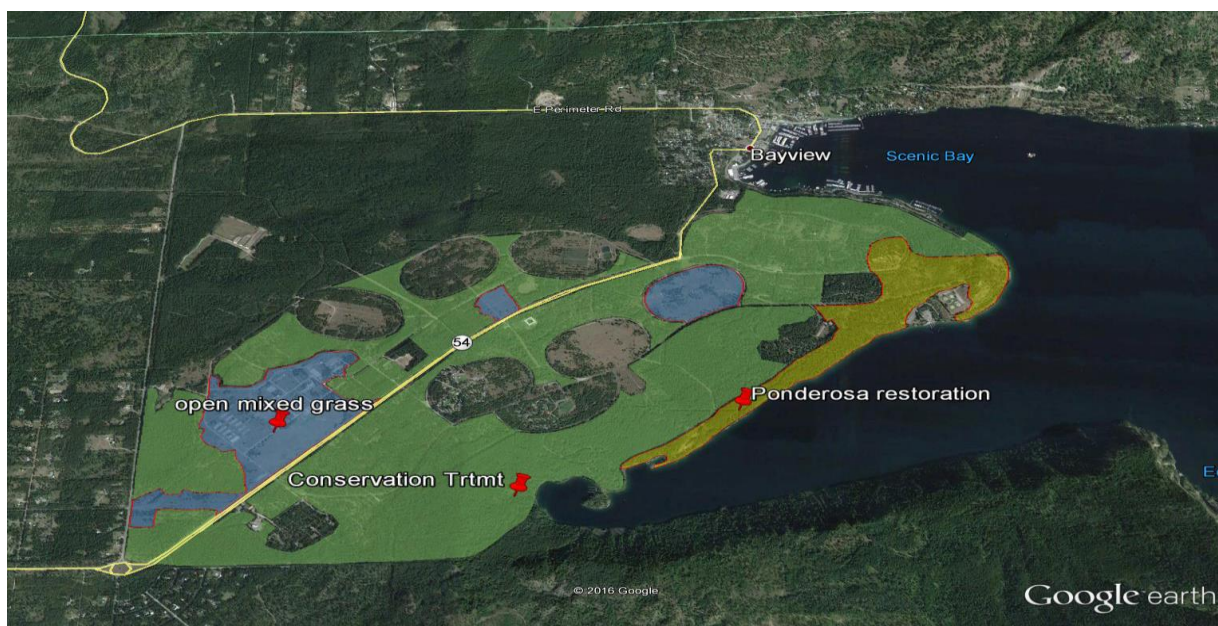 E Perimeter Rd
Bayview
Scenic Bay
54
Ponderosa restoration
open mixed grass
Conservation Trtmt
© 2016 Google
Google earth